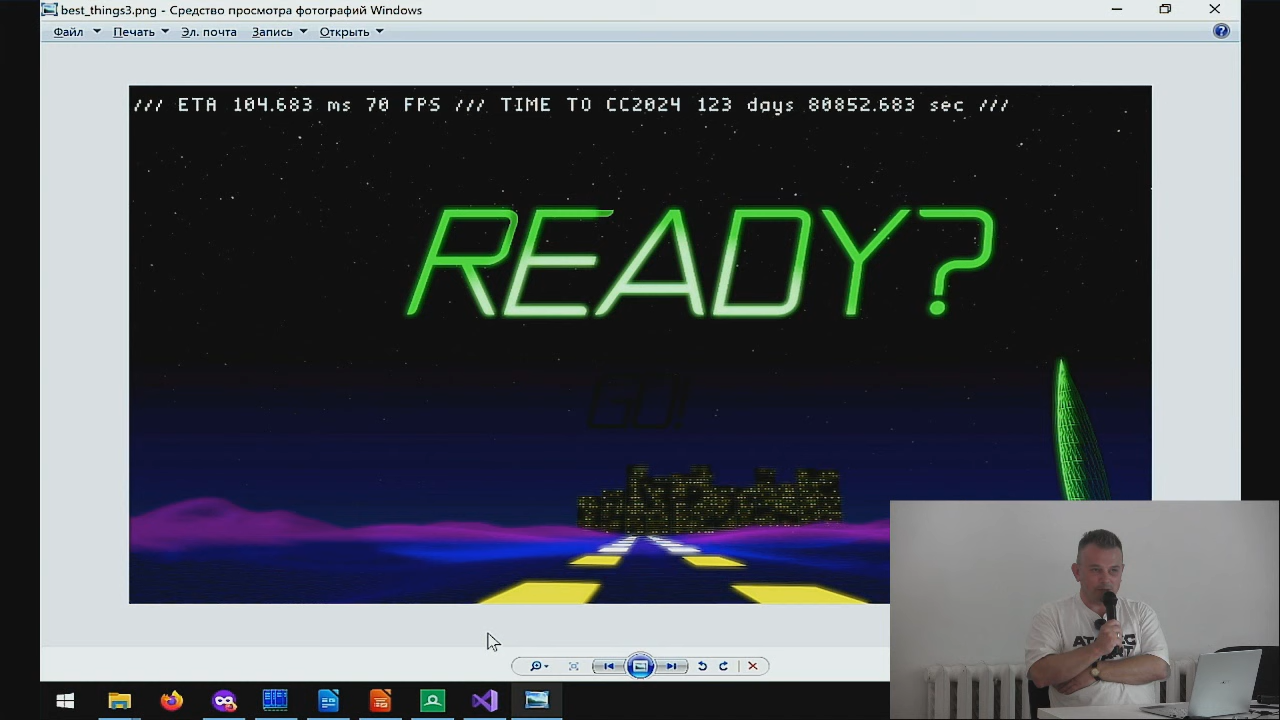 best_things3.png - Средство просмотра фотографий Windows
Файл Печать Эл. почта Запись Открыть
/// ETA 104.683 ms 70 FPS /// TIME TO CC2024 123 days 80852.683 sec ///
READY?
GO!